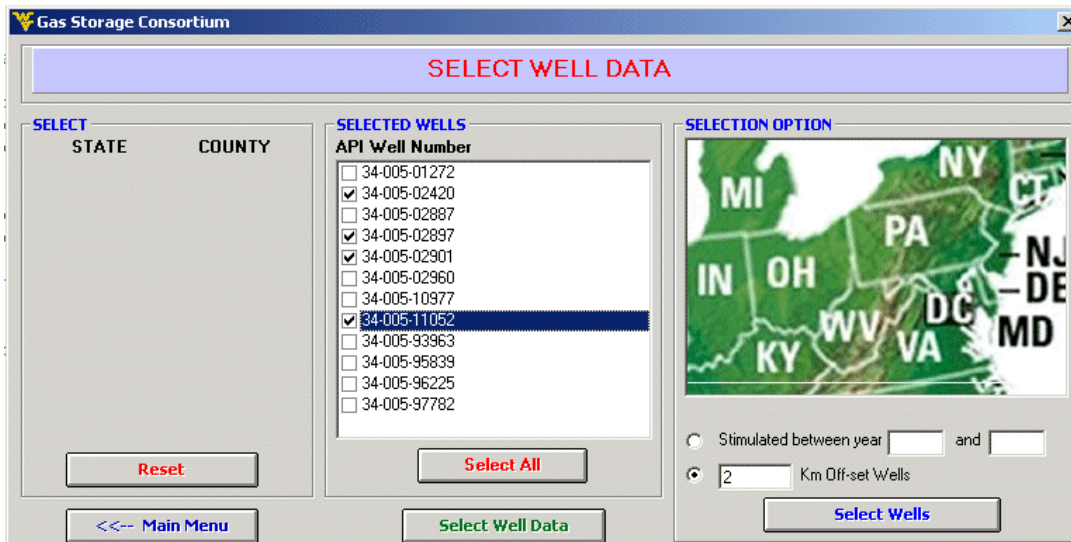 Gas Storage Consortium
SELECT WELL DATA
SELECT
STATE COUNTY
Reset
<<-- Main Menu
SELECTED WELLS
API Well Number
34-005-01272
34-005-02420
34-005-02887
34-005-02897
34-005-02901
34-005-02960
34-005-10977
34-005-11052
34-005-93963
34-005-95839
34-005-96225
34-005-97782
Select All
Select Well Data
SELECTION OPTION
MI
NY
CT
PA
NJ
IN
OH
DE
DC
MD
WV
VA
KY
Stimulated between year and
2 Km Off-set Wells
Select Wells